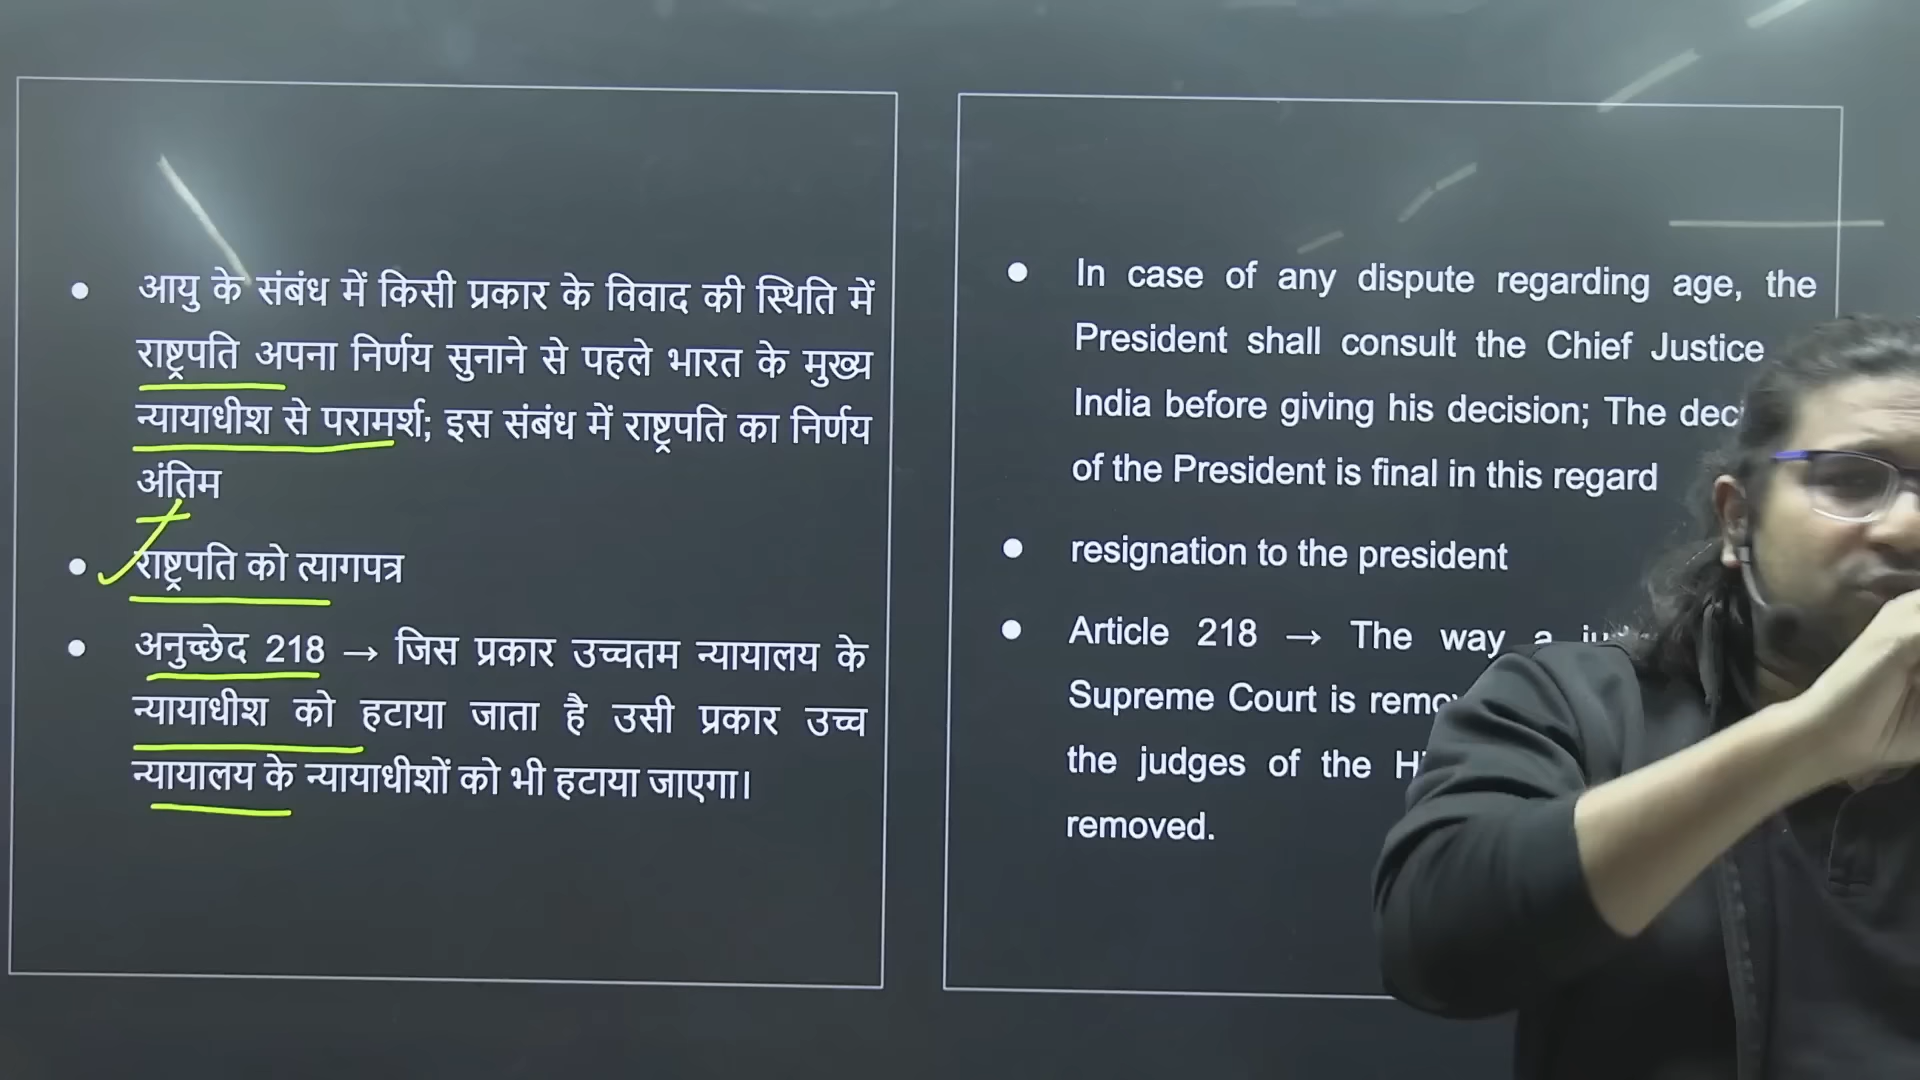 आयु के संबंध में किसी प्रकार के विवाद की स्थिति में
राष्ट्रपति अपना निर्णय सुनाने से पहले भारत के मुख्य
न्यायाधीश से परामर्श; इस संबंध में राष्ट्रपति का निर्णय
अंतिम
राष्ट्रपति को त्यागपत्र
अनुच्छेद 218 → जिस प्रकार उच्चतम न्यायालय के
न्यायाधीश को हटाया जाता है उसी प्रकार उच्च
न्यायालय के न्यायाधीशों को भी हटाया जाएगा।
In case of any dispute regarding age, the
President shall consult the Chief Justice
India before giving his decision; The
of the President is final in this regard
resignation to the president
Article 218 → The way a
Supreme Court is
the judges of the
removed.